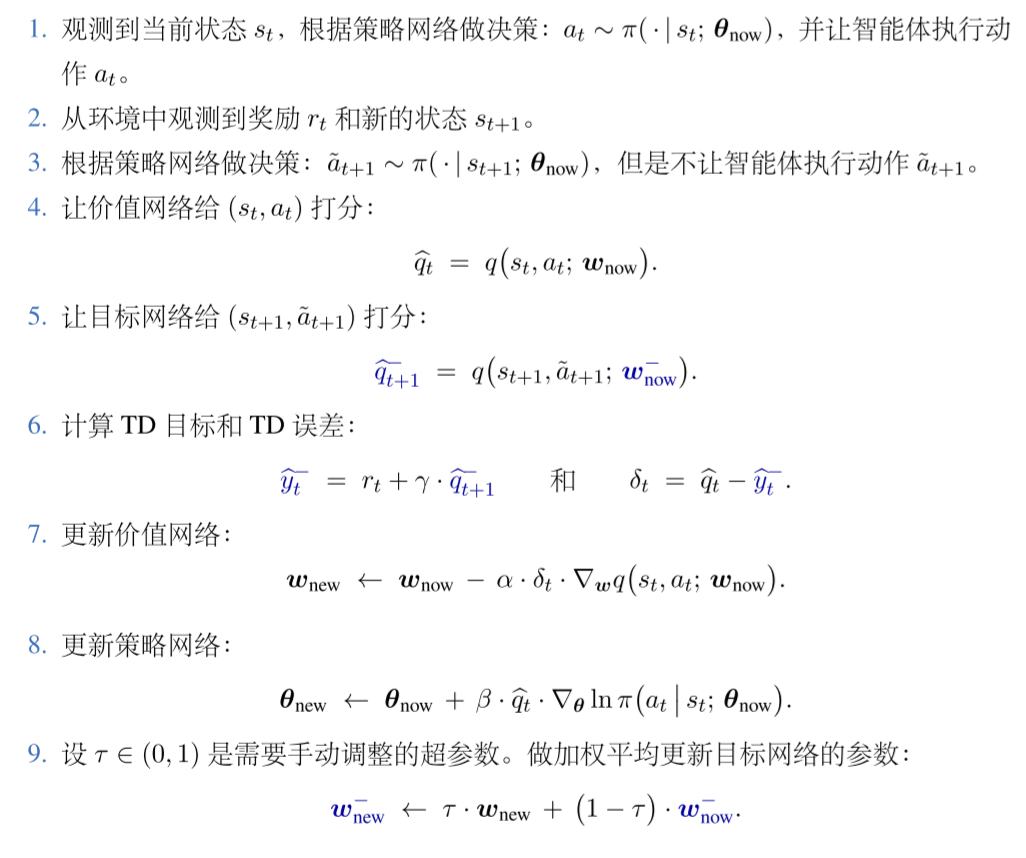 1. 观测到当前状态 $s_t$，根据策略网络做决策：$a_t \sim \pi(\cdot \,|\, s_t; \boldsymbol{\theta}_{\text{now}})$，并让智能体执行动
作 $a_t$。
2. 从环境中观测到奖励 $r_t$ 和新的状态 $s_{t+1}$。
3. 根据策略网络做决策：$\tilde{a}_{t+1} \sim \pi(\cdot \,|\, s_{t+1}; \boldsymbol{\theta}_{\text{now}})$，但是不让智能体执行动作 $\tilde{a}_{t+1}$。
4. 让价值网络给 $(s_t, a_t)$ 打分：
$\widehat{q}_t = q(s_t, a_t; \boldsymbol{w}_{\text{now}}).$
5. 让目标网络给 $(s_{t+1}, \tilde{a}_{t+1})$ 打分：
$\widehat{q}^{-}_{t+1} = q(s_{t+1}, \tilde{a}_{t+1}; \boldsymbol{w}^{-}_{\text{now}}).$
6. 计算 TD 目标和 TD 误差：
$\widehat{y}^{-}_t = r_t + \gamma \cdot \widehat{q}^{-}_{t+1}$ 和 $\delta_t = \widehat{q}_t - \widehat{y}^{-}_t.$
7. 更新价值网络：
$\boldsymbol{w}_{\text{new}} \leftarrow \boldsymbol{w}_{\text{now}} - \alpha \cdot \delta_t \cdot \nabla_{\boldsymbol{w}} q(s_t, a_t; \boldsymbol{w}_{\text{now}}).$
8. 更新策略网络：
$\boldsymbol{\theta}_{\text{new}} \leftarrow \boldsymbol{\theta}_{\text{now}} + \beta \cdot \widehat{q}_t \cdot \nabla_{\boldsymbol{\theta}} \ln \pi(a_t \,|\, s_t; \boldsymbol{\theta}_{\text{now}}).$
9. 设 $\tau \in (0, 1)$ 是需要手动调整的超参数。做加权平均更新目标网络的参数：
$\boldsymbol{w}^{-}_{\text{new}} \leftarrow \tau \cdot \boldsymbol{w}_{\text{new}} + (1 - \tau) \cdot \boldsymbol{w}^{-}_{\text{now}}.$